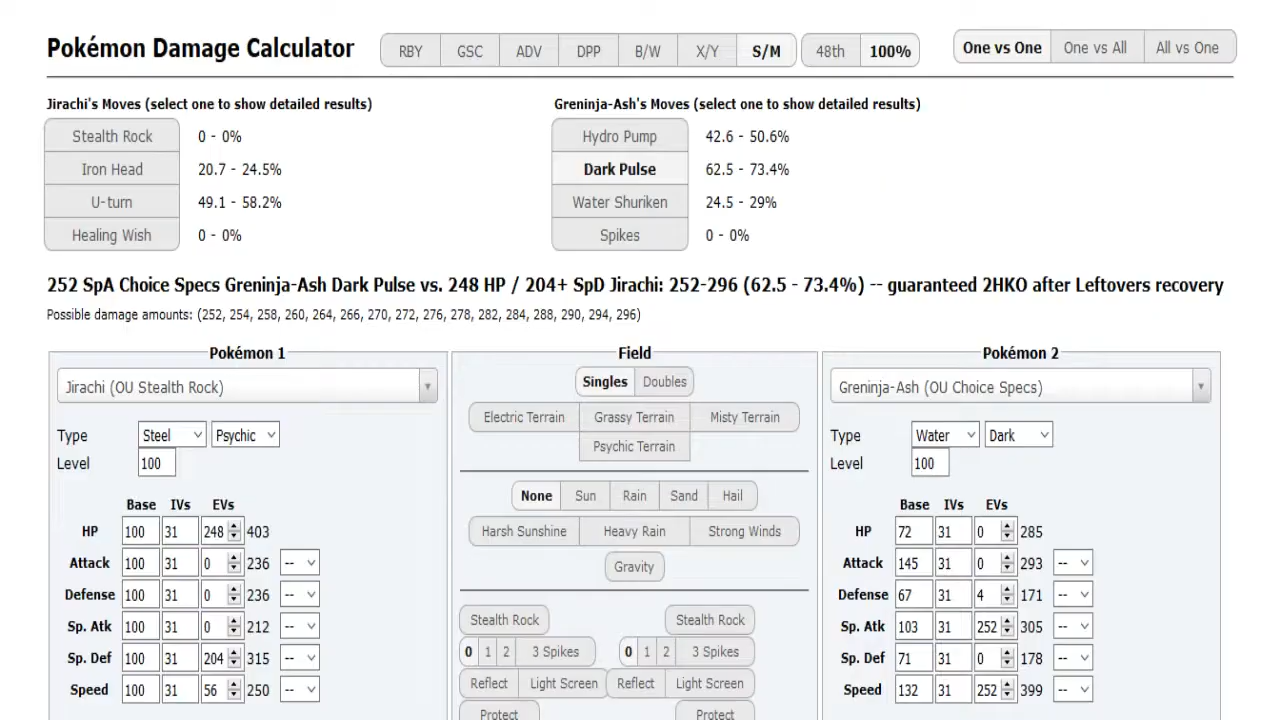 Pokémon Damage Calculator RBY GSC ADV DPP B/W X/Y S/M 48th 100% One vs One One vs All All vs One
Jirachi's Moves (select one to show detailed results) Greninja-Ash's Moves (select one to show detailed results)
Stealth Rock 0 - 0% Hydro Pump 42.6 - 50.6%
Iron Head 20.7 - 24.5% Dark Pulse 62.5 - 73.4%
U-turn 49.1 - 58.2% Water Shuriken 24.5 - 29%
Healing Wish 0 - 0% Spikes 0 - 0%
252 SpA Choice Specs Greninja-Ash Dark Pulse vs. 248 HP / 204+ SpD Jirachi: 252-296 (62.5 - 73.4%) -- guaranteed 2HKO after Leftovers recovery
Possible damage amounts: (252, 254, 258, 260, 264, 266, 270, 272, 276, 278, 282, 284, 288, 290, 294, 296)
Pokémon 1 Field Pokémon 2
Jirachi (OU Stealth Rock) Singles Doubles Greninja-Ash (OU Choice Specs)
Electric Terrain Grassy Terrain Misty Terrain
Type Steel Psychic Psychic Terrain Type Water Dark
Level 100 Level 100
None Sun Rain Sand Hail
Base IVs EVs Base IVs EVs
HP 100 31 248 403 Harsh Sunshine Heavy Rain Strong Winds HP 72 31 0 285
Attack 100 31 0 236 -- Gravity Attack 145 31 0 293 --
Defense 100 31 0 236 -- Defense 67 31 4 171 --
Sp. Atk 100 31 0 212 -- Stealth Rock Stealth Rock Sp. Atk 103 31 252 305 --
Sp. Def 100 31 204 315 -- 0 1 2 3 Spikes 0 1 2 3 Spikes Sp. Def 71 31 0 178 --
Speed 100 31 56 250 -- Reflect Light Screen Reflect Light Screen Speed 132 31 252 399 --
Protect Protect